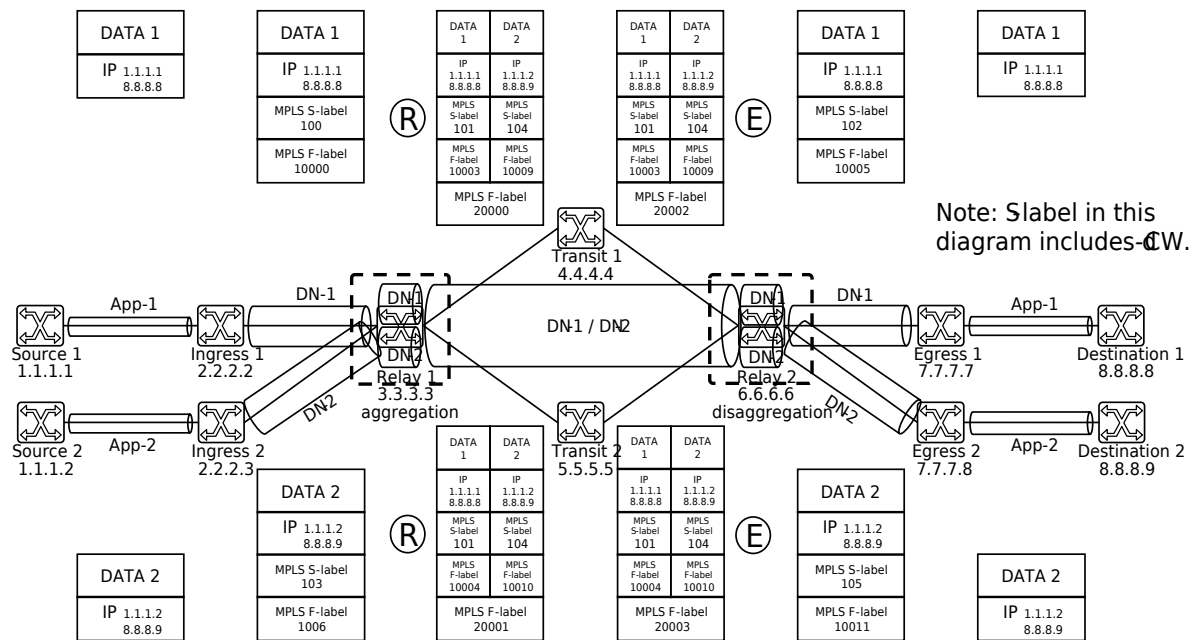 DATA 1
IP 1.1.1.1
8.8.8.8
DATA 1
IP 1.1.1.1
8.8.8.8
MPLS S-label
100
MPLS F-label
10000
R
DATA
1
DATA
2
IP
1.1.1.1
8.8.8.8
IP
1.1.1.2
8.8.8.9
MPLS
S-label
101
MPLS
S-label
104
MPLS
F-label
10003
MPLS
F-label
10009
MPLS F-label
20000
DATA
1
DATA
2
IP
1.1.1.1
8.8.8.8
IP
1.1.1.2
8.8.8.9
MPLS
S-label
101
MPLS
S-label
104
MPLS
F-label
10003
MPLS
F-label
10009
MPLS F-label
20002
E
DATA 1
IP 1.1.1.1
8.8.8.8
MPLS S-label
102
MPLS F-label
10005
DATA 1
IP 1.1.1.1
8.8.8.8
Note: S-label in this
diagram includes d-CW.
Transit 1
4.4.4.4
Source 1
1.1.1.1
App-1
Ingress 1
2.2.2.2
DN-1
DN-1
DN-2
Relay 1
3.3.3.3
aggregation
DN-1 / DN-2
DN-1
DN-2
Relay 2
6.6.6.6
disaggregation
DN-1
Egress 1
7.7.7.7
App-1
Destination 1
8.8.8.8
Source 2
1.1.1.2
App-2
Ingress 2
2.2.2.3
DN-2
Transit 2
5.5.5.5
DN-2
Egress 2
7.7.7.8
App-2
Destination 2
8.8.8.9
DATA 2
IP 1.1.1.2
8.8.8.9
DATA 2
IP 1.1.1.2
8.8.8.9
MPLS S-label
103
MPLS F-label
1006
R
DATA
1
DATA
2
IP
1.1.1.1
8.8.8.8
IP
1.1.1.2
8.8.8.9
MPLS
S-label
101
MPLS
S-label
104
MPLS
F-label
10004
MPLS
F-label
10010
MPLS F-label
20001
DATA
1
DATA
2
IP
1.1.1.1
8.8.8.8
IP
1.1.1.2
8.8.8.9
MPLS
S-label
101
MPLS
S-label
104
MPLS
F-label
10004
MPLS
F-label
10010
MPLS F-label
20003
E
DATA 2
IP 1.1.1.2
8.8.8.9
MPLS S-label
105
MPLS F-label
10011
DATA 2
IP 1.1.1.2
8.8.8.9